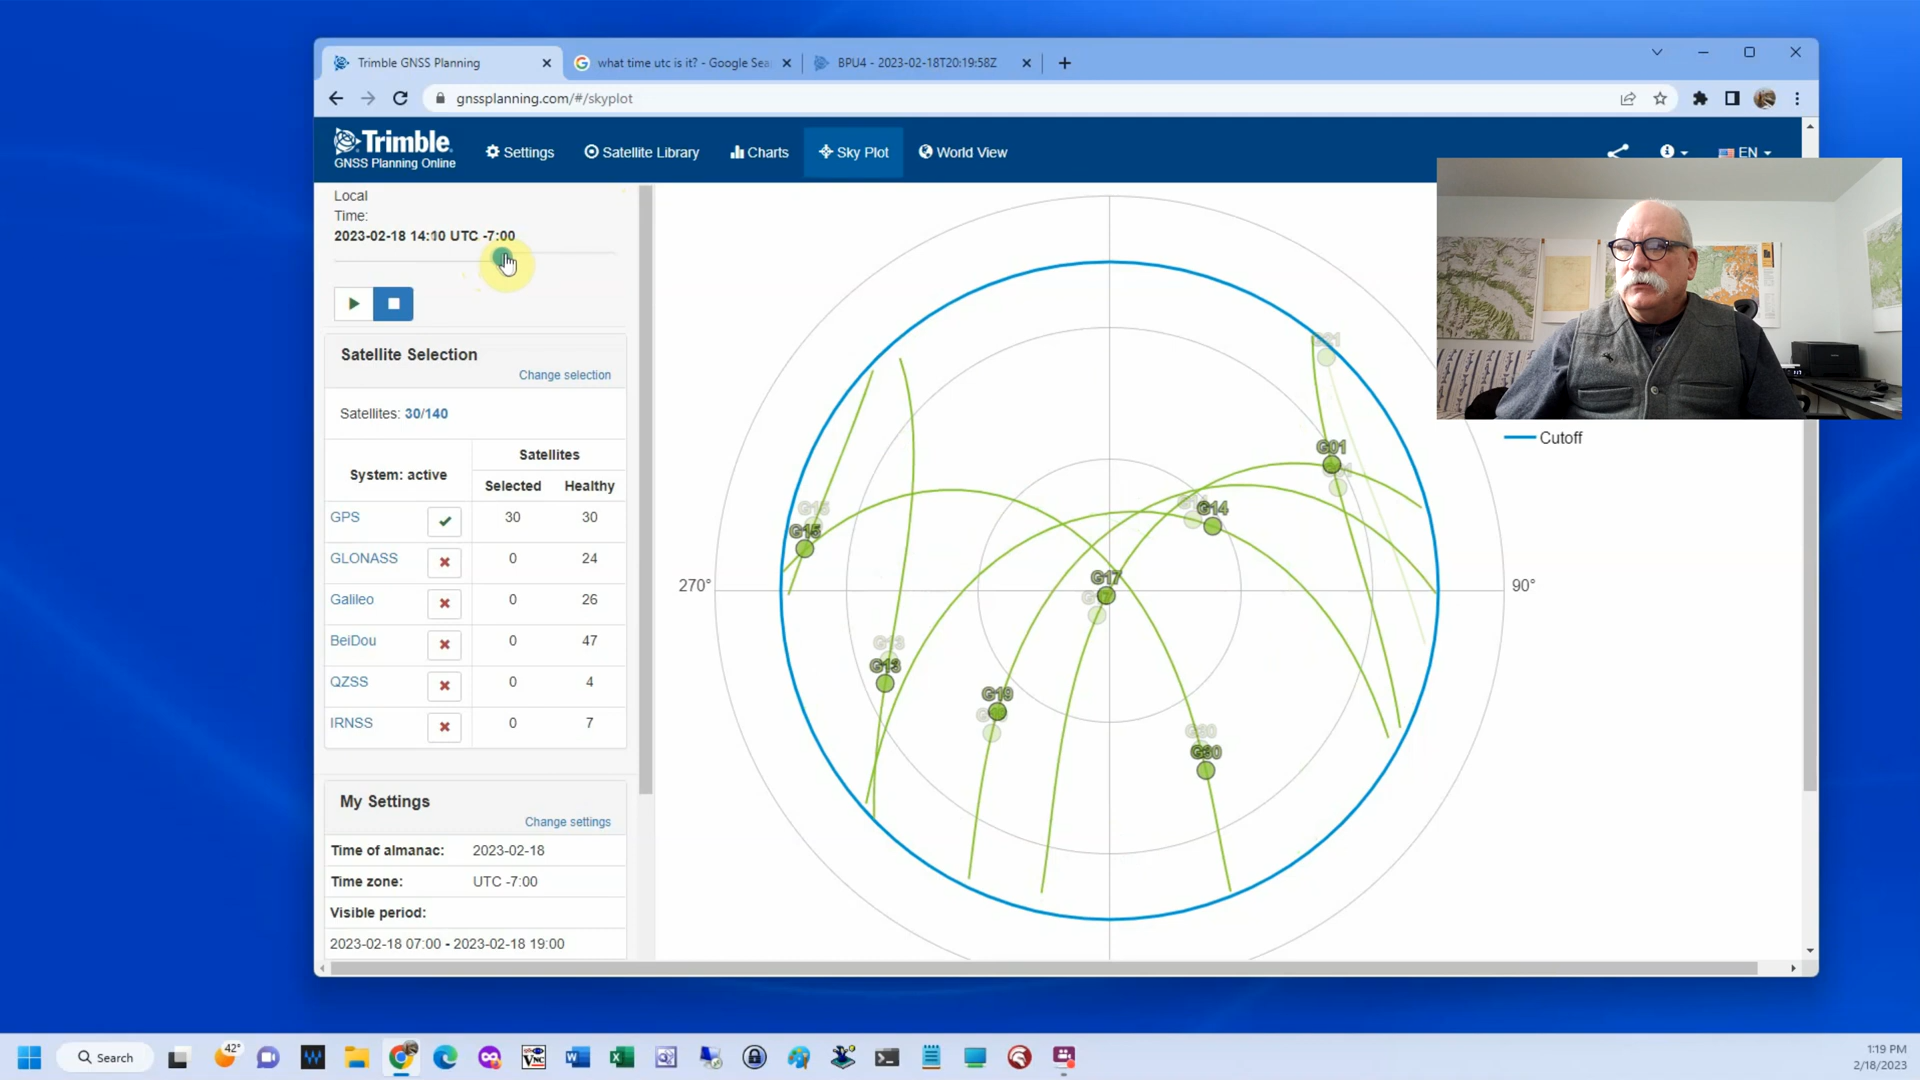 Trimble GNSS Planning
what time utc is it? - Google Sea
BPU4 - 2023-02-18T20:19:58Z
gnssplanning.com/#/skyplot
Trimble.
GNSS Planning Online
Settings
Satellite Library
Charts
Sky Plot
World View
EN
Local
Time:
2023-02-18 14:10 UTC -7:00
Satellite Selection
Change selection
Satellites: 30/140
System: active
Satellites
Selected
Healthy
GPS 30 30
GLONASS 0 24
Galileo 0 26
BeiDou 0 47
QZSS 0 4
IRNSS 0 7
My Settings
Change settings
Time of almanac: 2023-02-18
Time zone: UTC -7:00
Visible period:
2023-02-18 07:00 - 2023-02-18 19:00
G01
G15
G14
270°
90°
G17
G13
G19
G30
G30
Cutoff
42°
Search
1:19 PM
2/18/2023